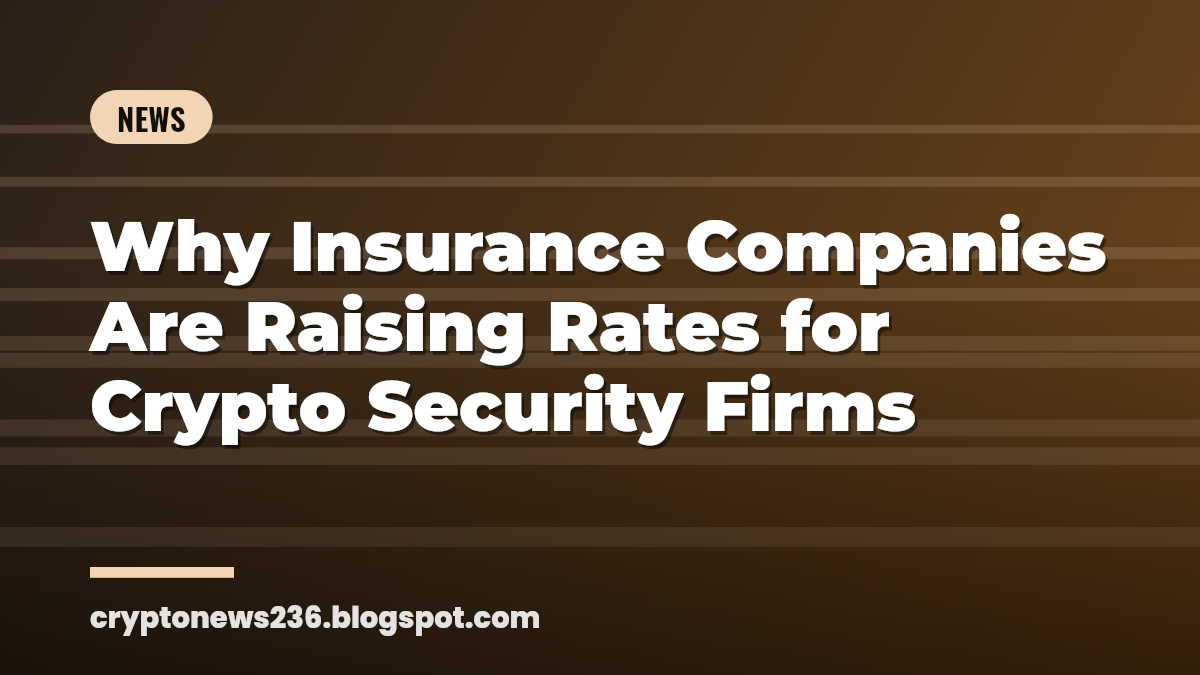 NEWS
Why Insurance Companies
Are Raising Rates for
Crypto Security Firms
cryptonews236.blogspot.com